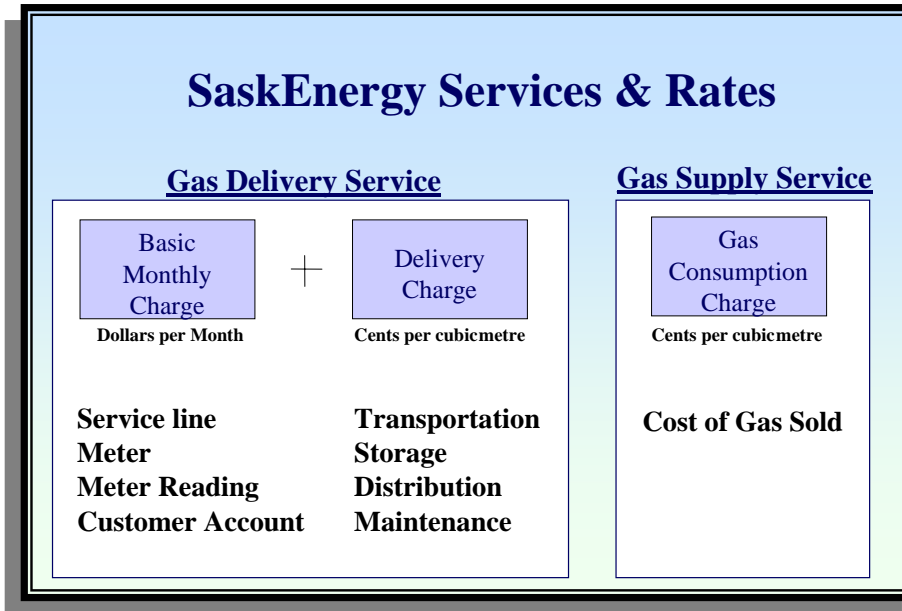 SaskEnergy Services & Rates
Gas Delivery Service
Basic
Monthly
Charge
Dollars per Month
+
Delivery
Charge
Cents per cubicmetre
Service line
Meter
Meter Reading
Customer Account
Transportation
Storage
Distribution
Maintenance
Gas Supply Service
Gas
Consumption
Charge
Cents per cubicmetre
Cost of Gas Sold